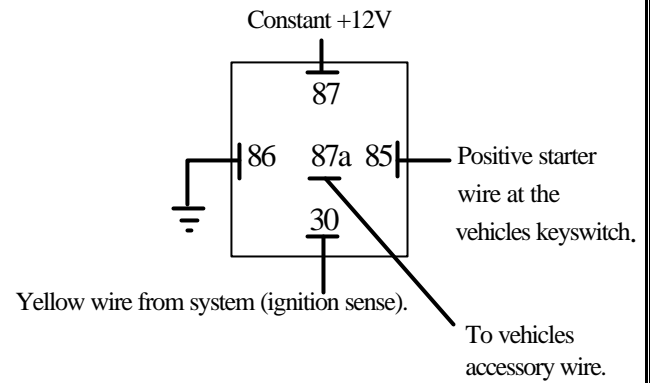 Constant +12V
87
86 87a 85
Positive starter
wire at the
vehicles keyswitch.
30
Yellow wire from system (ignition sense).
To vehicles
accessory wire.